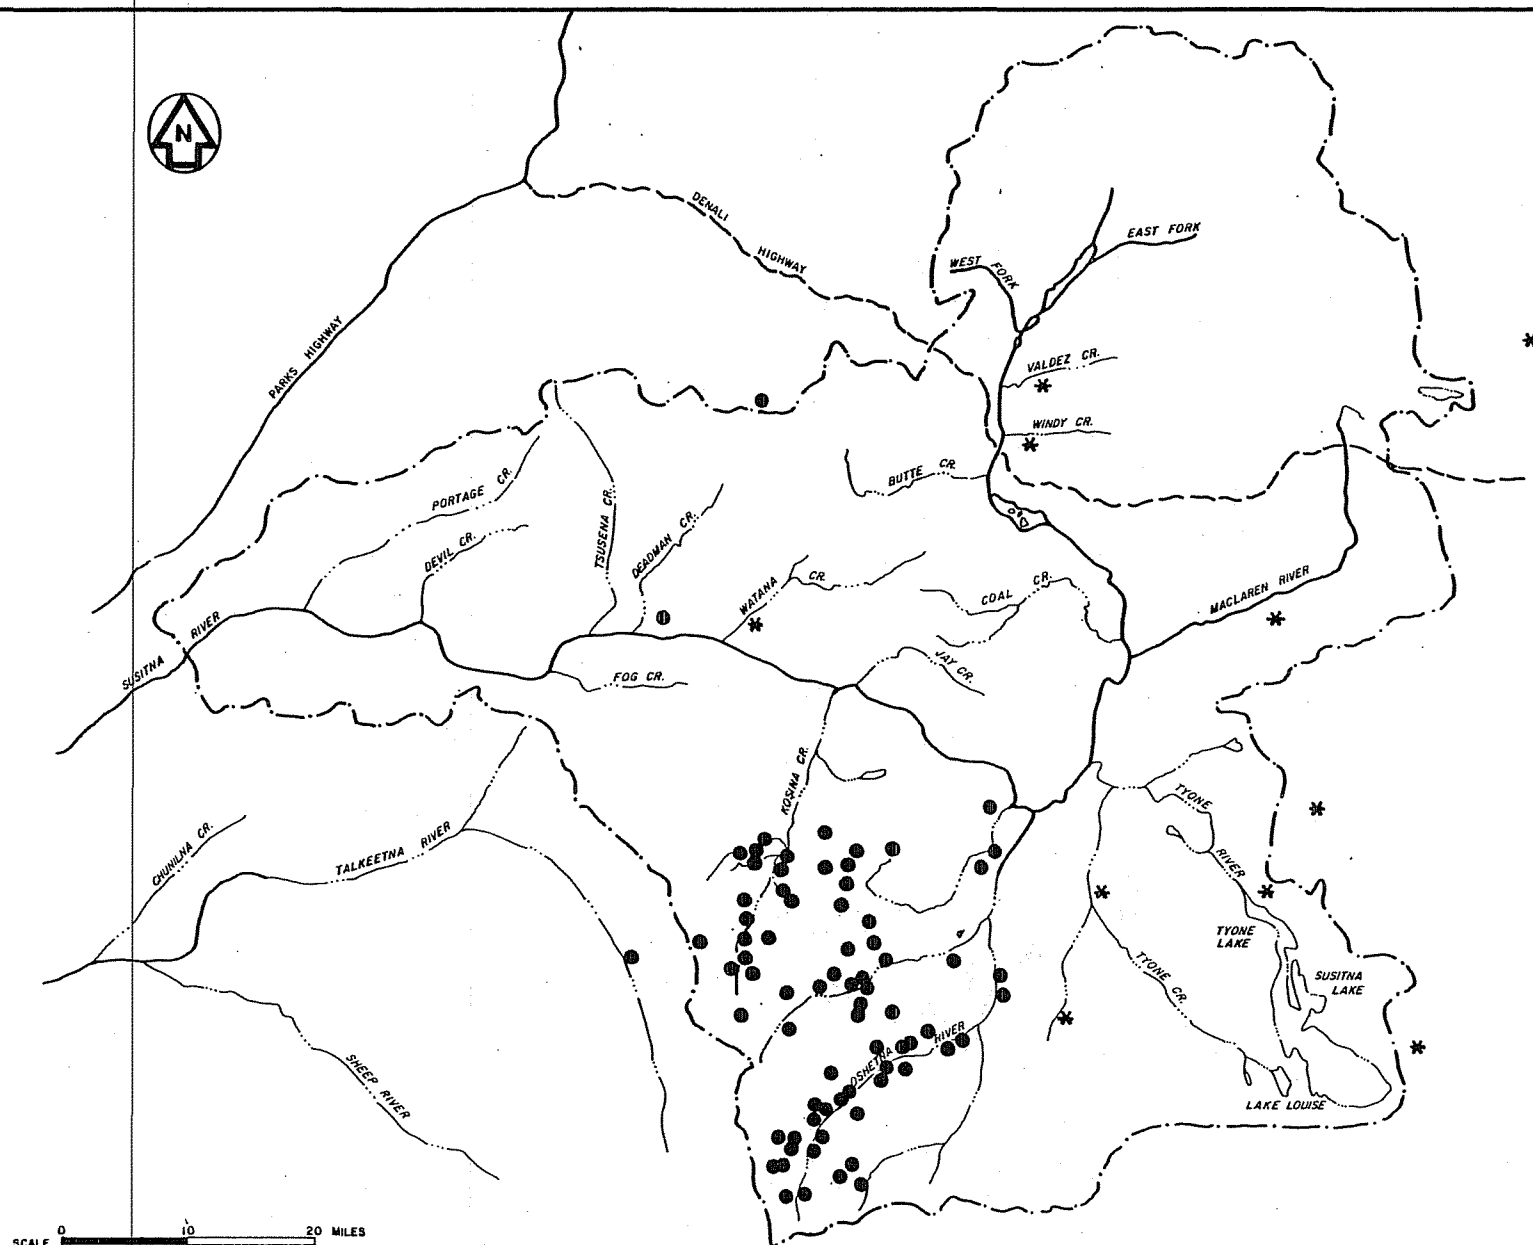 N
DENALI
HIGHWAY
EAST FORK
WEST FORK
PARKS HIGHWAY
VALDEZ CR.
WINDY CR.
BUTTE CR.
PORTAGE CR.
TSUSENA CR.
DEVIL CR.
DEADMAN CR.
WATANA CR.
COAL CR.
MACLAREN RIVER
SUSITNA RIVER
FOG CR.
JAY CR.
KOSINA CR.
TYONE RIVER
CHUNILNA CR.
TALKEETNA RIVER
TYONE
LAKE
TYONE CR.
SUSITNA
LAKE
OSHETNA RIVER
SHEEP RIVER
LAKE LOUISE
0 10 20 MILES
SCALE